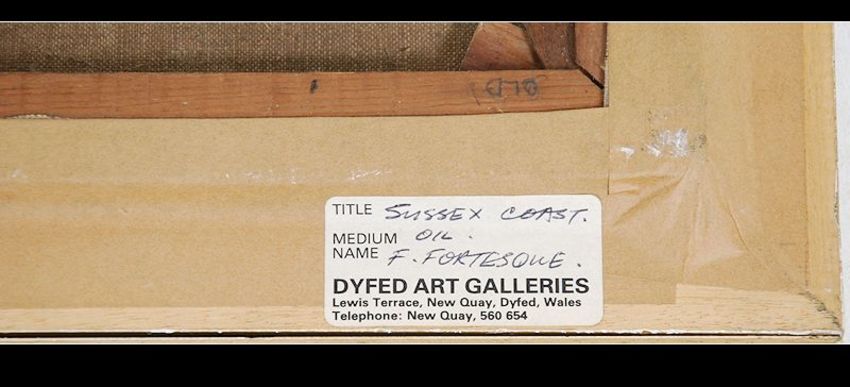 OLD
TITLE SUSSEX COAST.
MEDIUM OIL.
NAME F. FORTESQUE.
DYFED ART GALLERIES
Lewis Terrace, New Quay, Dyfed, Wales
Telephone: New Quay, 560 654